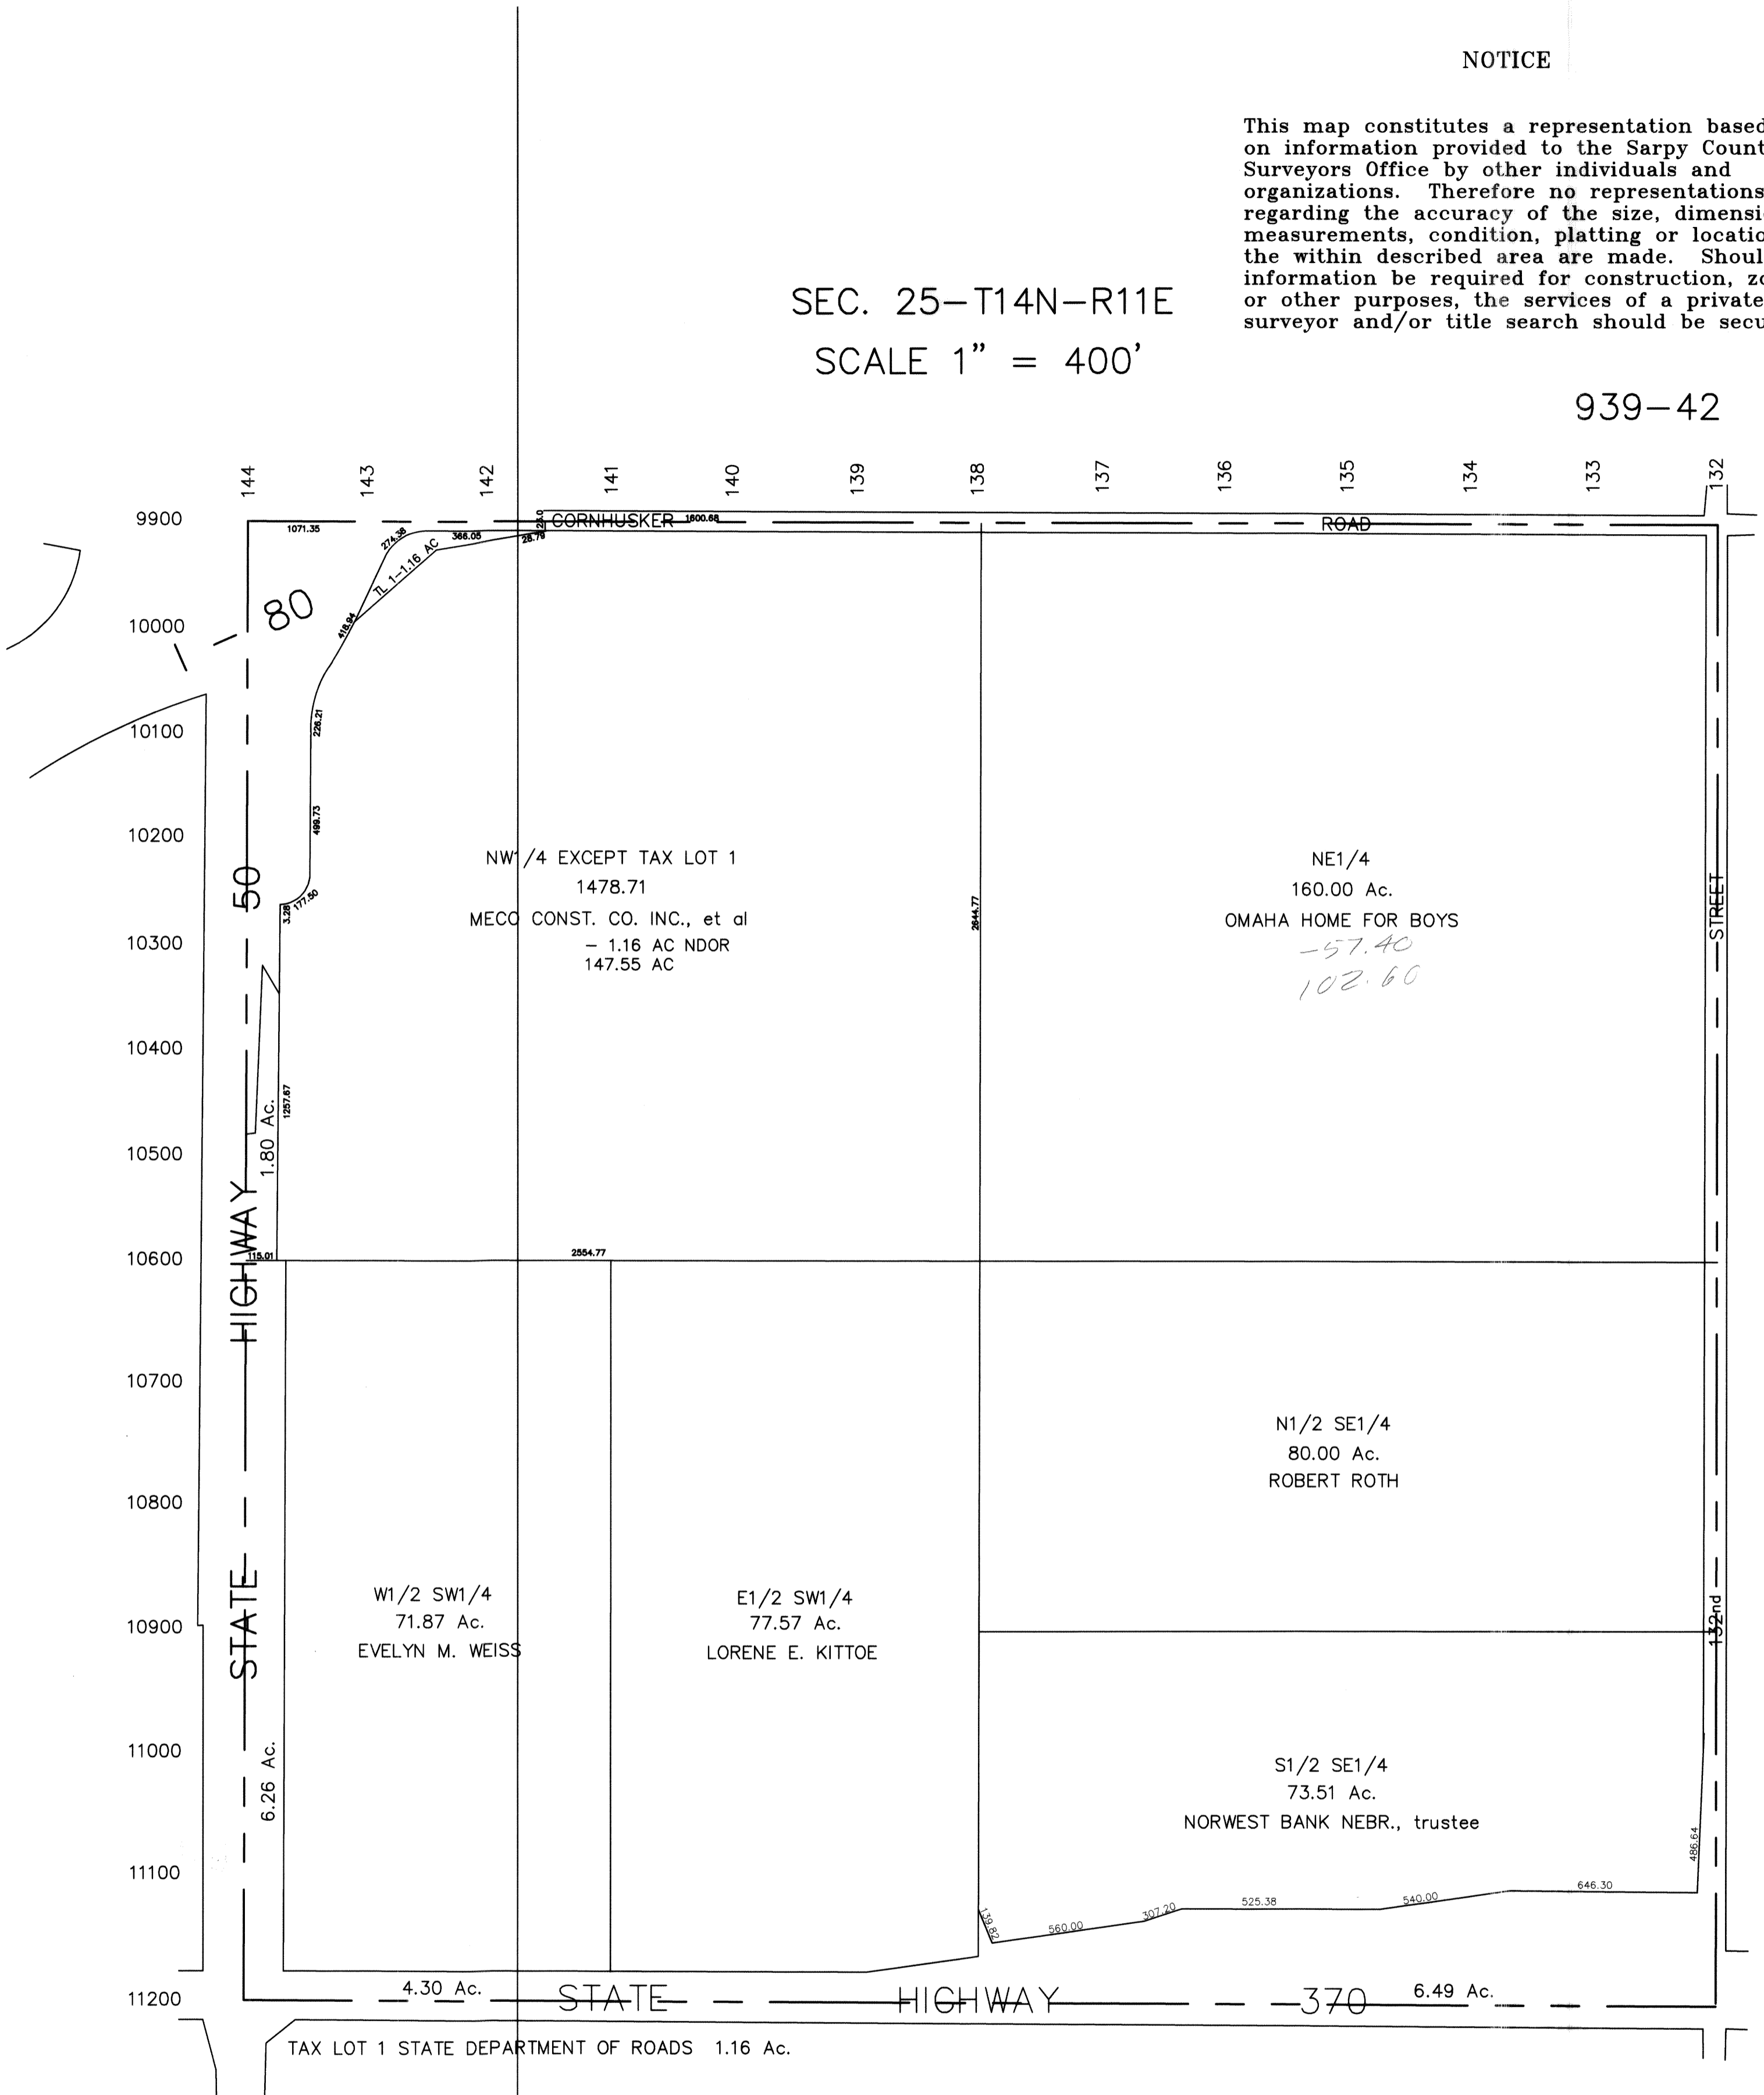 NOTICE
This map constitutes a representation based
on information provided to the Sarpy Count
Surveyors Office by other individuals and
organizations. Therefore no representations
regarding the accuracy of the size, dimensi
measurements, condition, platting or locatio
the within described area are made. Shoul
information be required for construction, zo
or other purposes, the services of a private
surveyor and/or title search should be secu
SEC. 25-T14N-R11E
SCALE 1" = 400'
939-42
144 143 142 141 140 139 138 137 136 135 134 133 132
9900
10000
10100
10200
10300
10400
10500
10600
10700
10800
10900
11000
11100
11200
1071.35
CORNHUSKER 1600.68 ROAD
274.38
366.05
28.79
TL 1-1.16 AC
80
418.94
226.21
499.73
177.50
3.28
1257.67
1.80 Ac.
115.01
2554.77
2644.77
NW1/4 EXCEPT TAX LOT 1
1478.71
MECO CONST. CO. INC., et al
- 1.16 AC NDOR
147.55 AC
NE1/4
160.00 Ac.
OMAHA HOME FOR BOYS
-57.40
102.60
STATE HIGHWAY 50
132nd STREET
N1/2 SE1/4
80.00 Ac.
ROBERT ROTH
W1/2 SW1/4
71.87 Ac.
EVELYN M. WEISS
E1/2 SW1/4
77.57 Ac.
LORENE E. KITTOE
S1/2 SE1/4
73.51 Ac.
NORWEST BANK NEBR., trustee
6.26 Ac.
486.64
139.82
560.00
307.20
525.38
540.00
646.30
4.30 Ac.
STATE HIGHWAY 370
6.49 Ac.
TAX LOT 1 STATE DEPARTMENT OF ROADS 1.16 Ac.